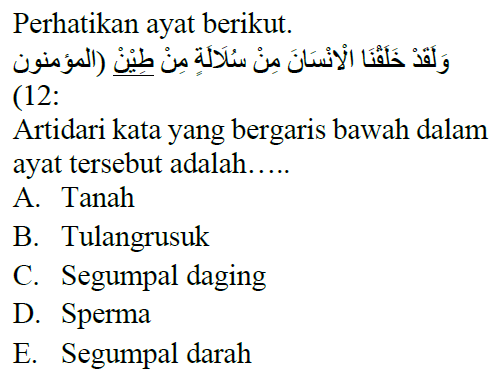 Perhatikan ayat berikut.
وَلَقَدْ خَلَقْنَا الْانْسَانَ مِنْ سُلَالَةٍ مِنْ طِيْنْ (المؤمنون
:12)
Artidari kata yang bergaris bawah dalam
ayat tersebut adalah…..
A. Tanah
B. Tulangrusuk
C. Segumpal daging
D. Sperma
E. Segumpal darah